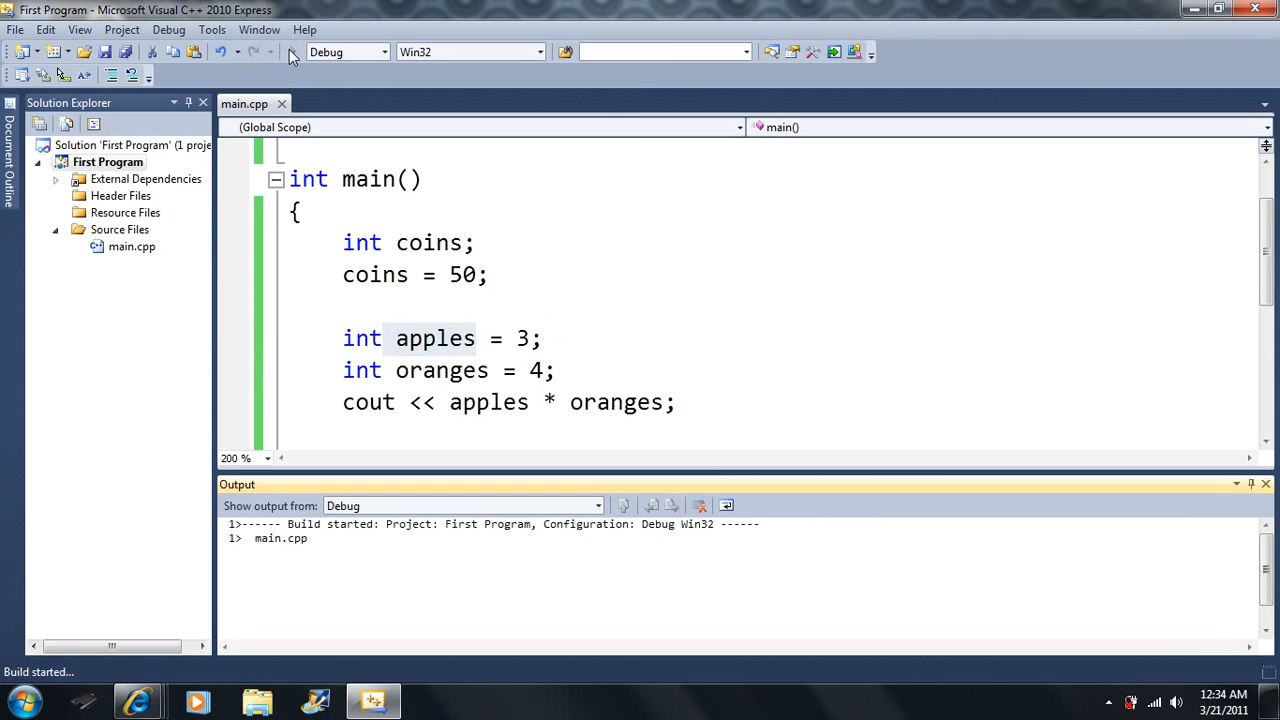 First Program - Microsoft Visual C++ 2010 Express
File Edit View Project Debug Tools Window Help
Debug Win32
Solution Explorer
main.cpp
Document Outline
(Global Scope) main()
Solution 'First Program' (1 proje
First Program
External Dependencies
Header Files
Resource Files
Source Files
main.cpp
int main()
{
int coins;
coins = 50;
int apples = 3;
int oranges = 4;
cout << apples * oranges;
200 %
Output
Show output from: Debug
1>------ Build started: Project: First Program, Configuration: Debug Win32 ------
1> main.cpp
Build started...
12:34 AM
3/21/2011